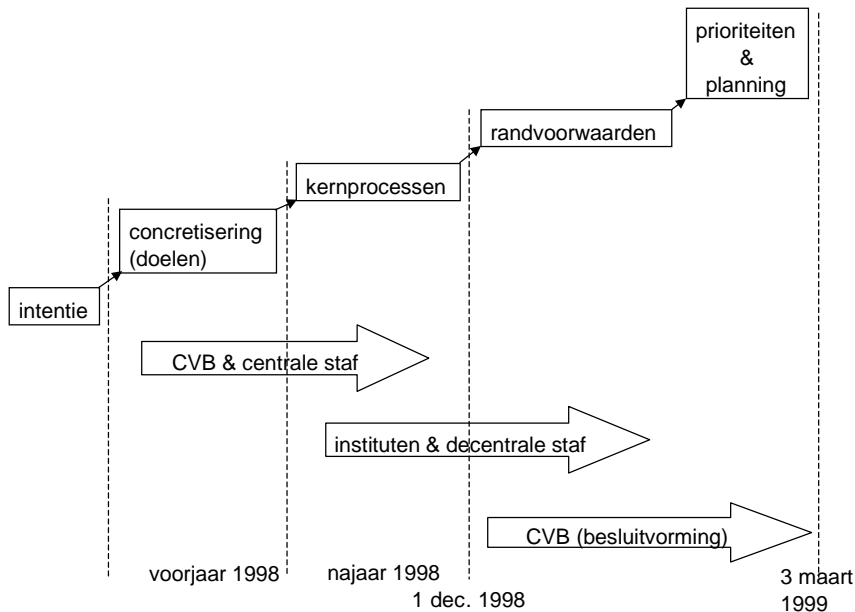 prioriteiten
&
planning
randvoorwaarden
kernprocessen
concretisering
(doelen)
intentie
CVB & centrale staf
instituten & decentrale staf
CVB (besluitvorming)
voorjaar 1998
najaar 1998
1 dec. 1998
3 maart
1999